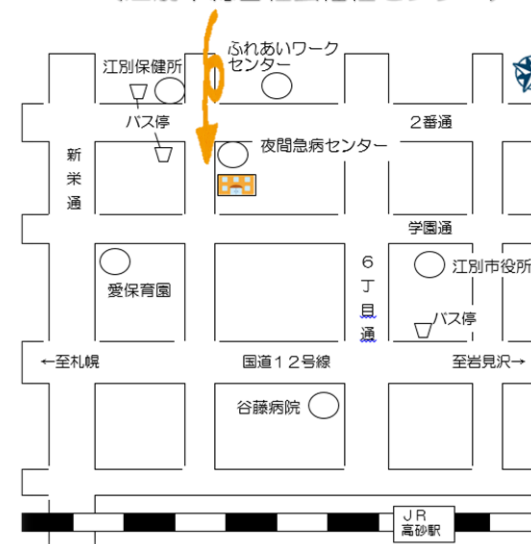 ふれあいワーク
センター
江別保健所
バス停
2番通
夜間急病センター
新栄通
学園通
6丁目通
江別市役所
愛保育園
バス停
←至札幌
国道12号線
至岩見沢→
谷藤病院
JR
高砂駅